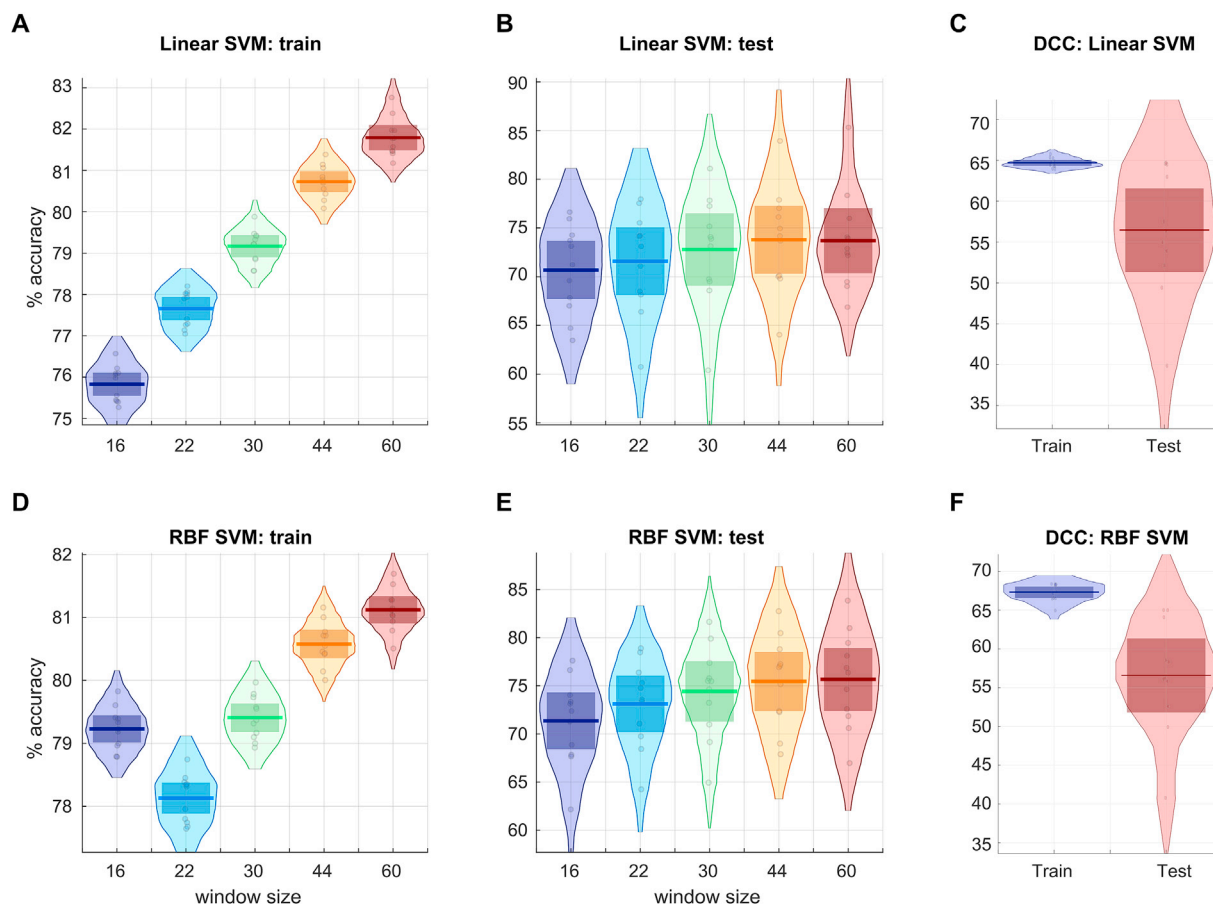 A
Linear SVM: train
% accuracy
83
82
81
80
79
78
77
76
75
16 22 30 44 60
B
Linear SVM: test
90
85
80
75
70
65
60
55
16 22 30 44 60
C
DCC: Linear SVM
70
65
60
55
50
45
40
35
Train Test
D
RBF SVM: train
% accuracy
82
81
80
79
78
16 22 30 44 60
window size
E
RBF SVM: test
85
80
75
70
65
60
16 22 30 44 60
window size
F
DCC: RBF SVM
70
65
60
55
50
45
40
35
Train Test